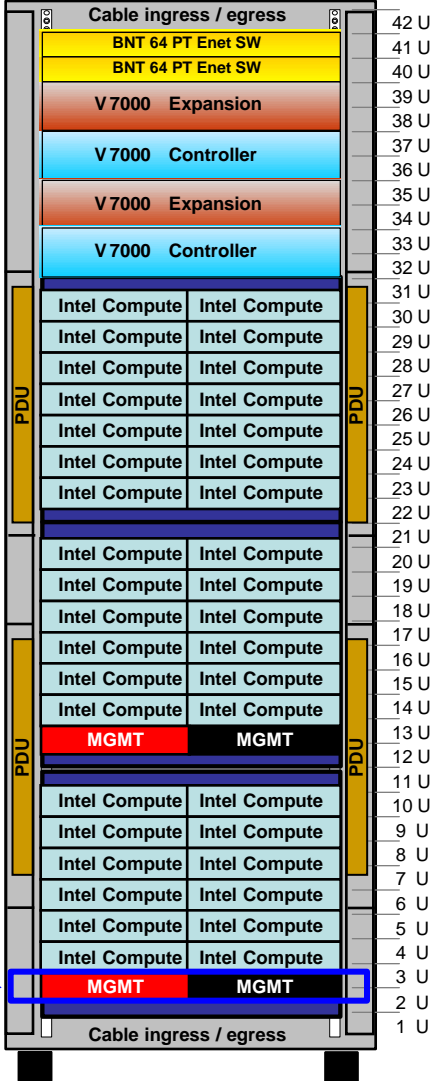 Cable ingress / egress
42 U
BNT 64 PT Enet SW
41 U
BNT 64 PT Enet SW
40 U
V7000 Expansion
39 U
38 U
V7000 Controller
37 U
36 U
V7000 Expansion
35 U
34 U
V7000 Controller
33 U
32 U
31 U
Intel Compute Intel Compute
30 U
Intel Compute Intel Compute
29 U
Intel Compute Intel Compute
28 U
Intel Compute Intel Compute
27 U
PDU
PDU
Intel Compute Intel Compute
26 U
25 U
Intel Compute Intel Compute
24 U
Intel Compute Intel Compute
23 U
22 U
21 U
Intel Compute Intel Compute
20 U
Intel Compute Intel Compute
19 U
Intel Compute Intel Compute
18 U
Intel Compute Intel Compute
17 U
Intel Compute Intel Compute
16 U
15 U
Intel Compute Intel Compute
14 U
MGMT MGMT
13 U
PDU
PDU
12 U
11 U
Intel Compute Intel Compute
10 U
Intel Compute Intel Compute
9 U
Intel Compute Intel Compute
8 U
7 U
Intel Compute Intel Compute
6 U
Intel Compute Intel Compute
5 U
Intel Compute Intel Compute
4 U
MGMT MGMT
3 U
2 U
Cable ingress / egress
1 U